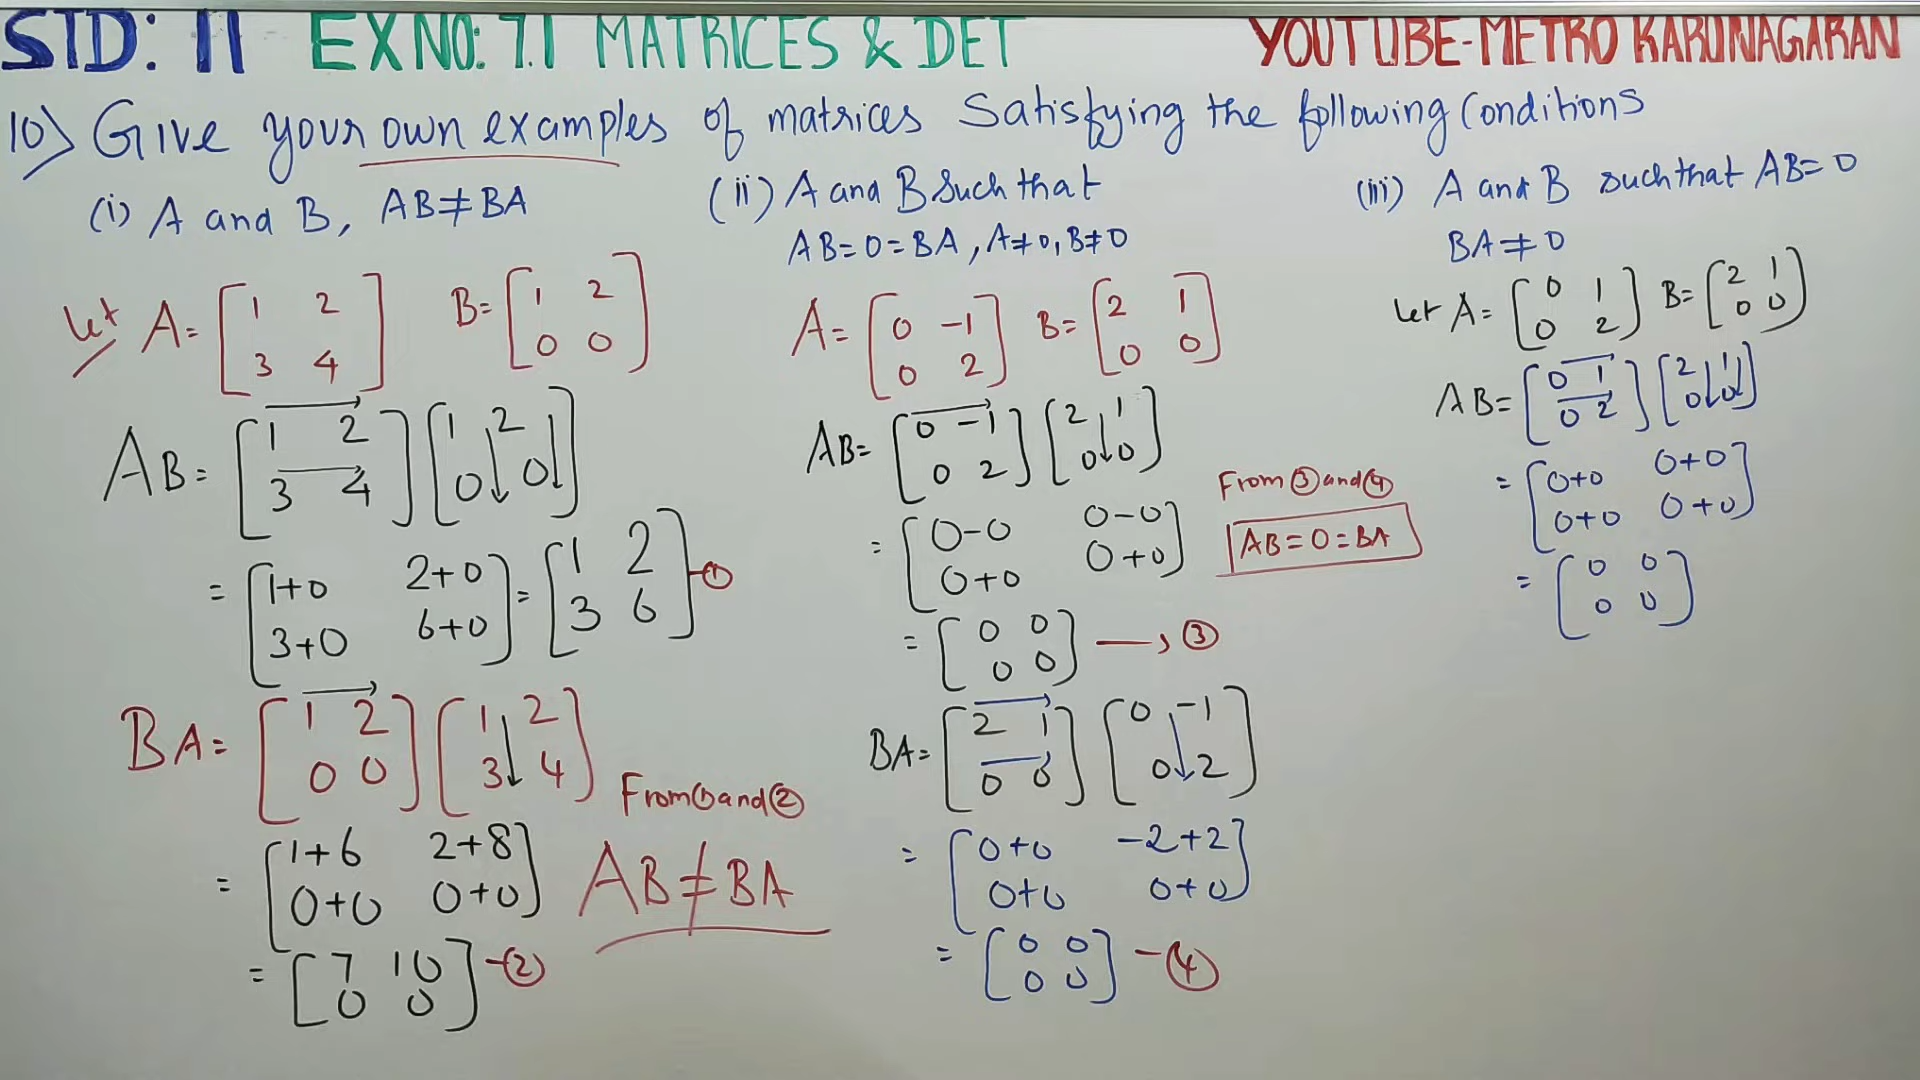 STD: 11 EXNO: 7.1 MATRICES & DET YOUTUBE-METRO KARUNAGARAN
10) Give your own examples of matrices satisfying the following conditions
(i) A and B, AB≠BA
let A= [1 2
3 4] B= [1 2
0 0]
AB= [1 2
3 4] [1 2
0 0]
= [1+0 2+0
3+0 6+0] = [1 2
3 6] -①
BA= [1 2
0 0] [1 2
3 4]
= [1+6 2+8
0+0 0+0]
= [7 10
0 0] -②
From ① and ②
AB≠BA
(ii) A and B Such that
AB=0=BA, A≠0, B≠0
A= [0 -1
0 2] B= [2 1
0 0]
AB= [0 -1
0 2] [2 1
0 0]
= [0-0 0-0
0+0 0+0]
= [0 0
0 0] → ③
BA= [2 1
0 0] [0 -1
0 2]
= [0+0 -2+2
0+0 0+0]
= [0 0
0 0] -④
From ③ and ④
AB=0=BA
(iii) A and B such that AB=0
BA≠0
let A= [0 1
0 2] B= [2 1
0 0]
AB= [0 1
0 2] [2 1
0 0]
= [0+0 0+0
0+0 0+0]
= [0 0
0 0]